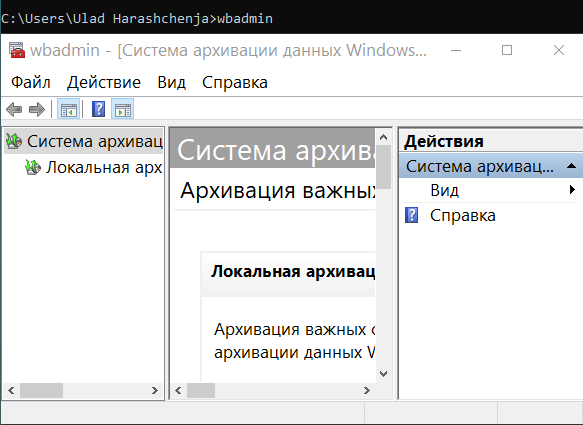 C:\Users\Ulad Harashchenja>wbadmin
wbadmin - [Система архивации данных Windows...
Файл Действие Вид Справка
Система архивац
Локальная арх
Система архива
Архивация важных
Локальная архивац
Архивация важных
архивации данных W
Действия
Система архивац...
Вид
Справка